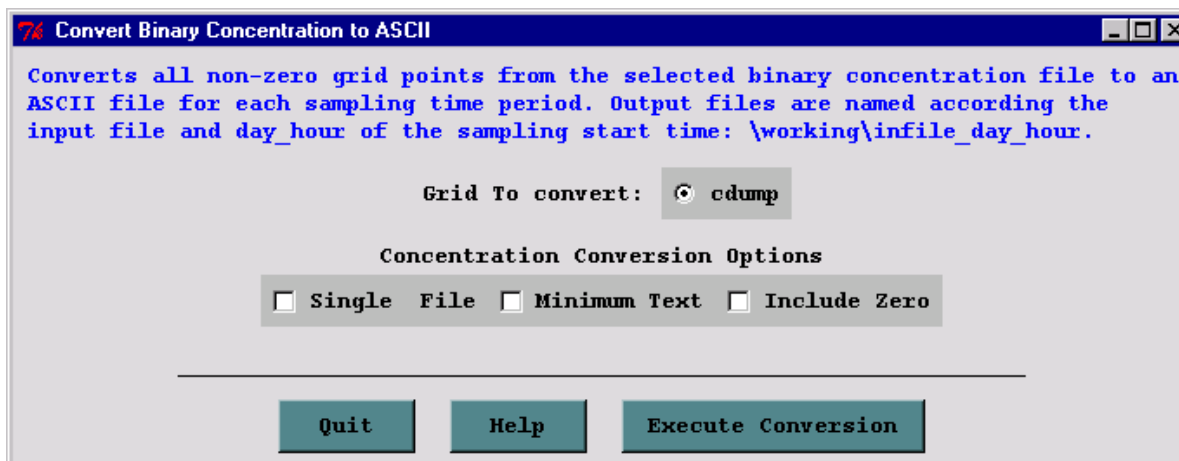 Convert Binary Concentration to ASCII
Converts all non-zero grid points from the selected binary concentration file to an
ASCII file for each sampling time period. Output files are named according the
input file and day_hour of the sampling start time: \working\infile_day_hour.
Grid To convert: cdump
Concentration Conversion Options
Single File Minimum Text Include Zero
Quit Help Execute Conversion